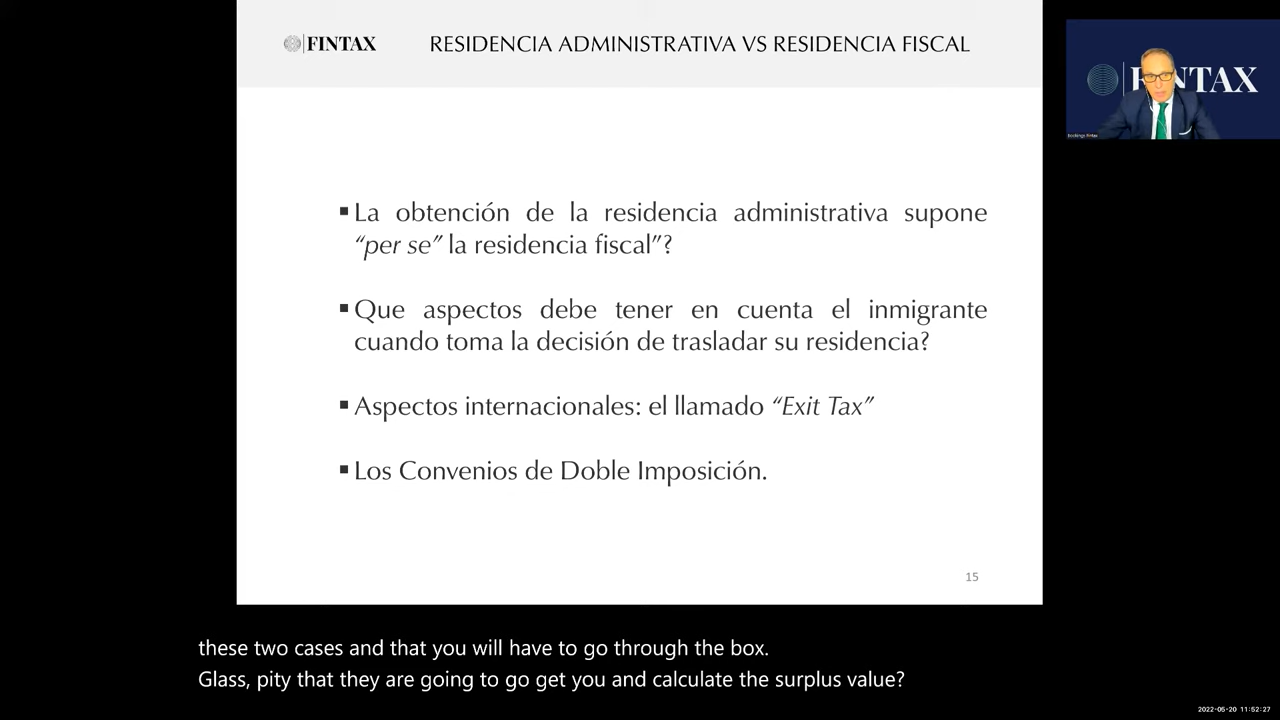 FINTAX
RESIDENCIA ADMINISTRATIVA VS RESIDENCIA FISCAL
FINTAX
▪ La obtención de la residencia administrativa supone
“per se” la residencia fiscal”?
▪ Que aspectos debe tener en cuenta el inmigrante
cuando toma la decisión de trasladar su residencia?
▪ Aspectos internacionales: el llamado “Exit Tax”
▪ Los Convenios de Doble Imposición.
15
these two cases and that you will have to go through the box.
Glass, pity that they are going to go get you and calculate the surplus value?
2022-05-20 11:52:27